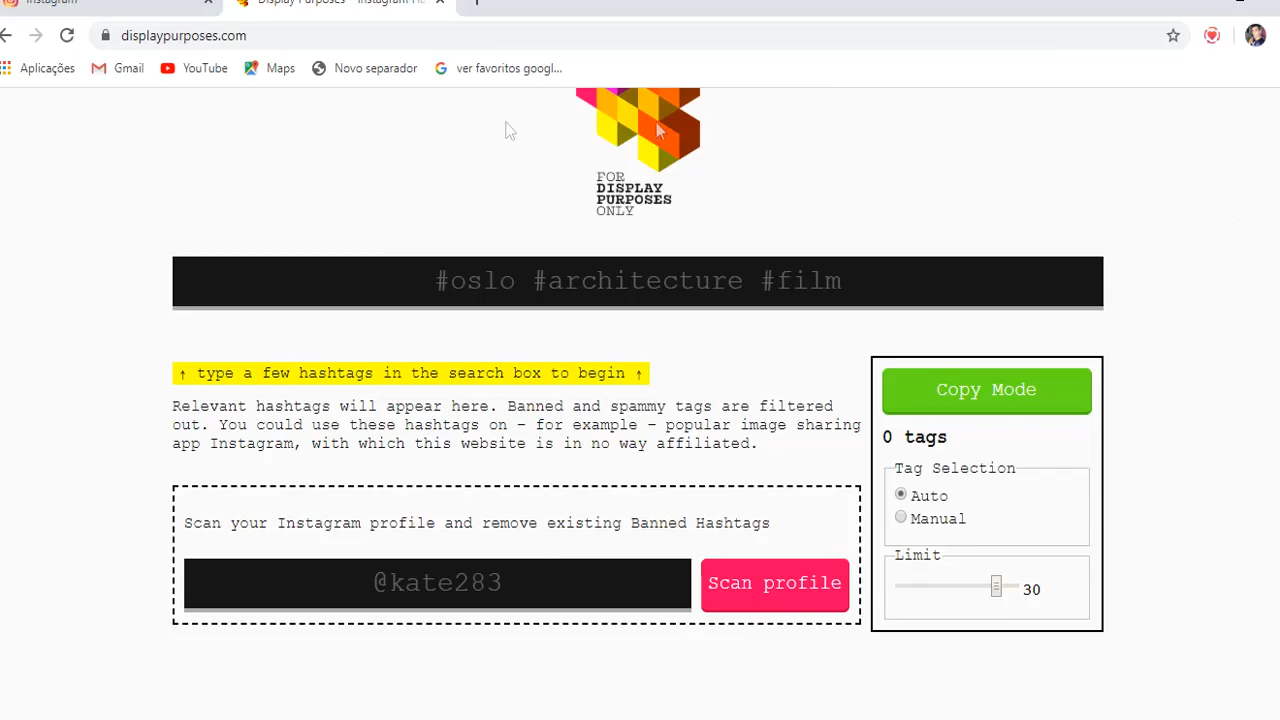 Instagram
Display Purposes - Instagram Ha
displaypurposes.com
Aplicações
Gmail
YouTube
Maps
Novo separador
ver favoritos googl...
FOR
DISPLAY
PURPOSES
ONLY
#oslo #architecture #film
↑ type a few hashtags in the search box to begin ↑
Relevant hashtags will appear here. Banned and spammy tags are filtered
out. You could use these hashtags on – for example – popular image sharing
app Instagram, with which this website is in no way affiliated.
Scan your Instagram profile and remove existing Banned Hashtags
@kate283
Scan profile
Copy Mode
0 tags
Tag Selection
Auto
Manual
Limit
30